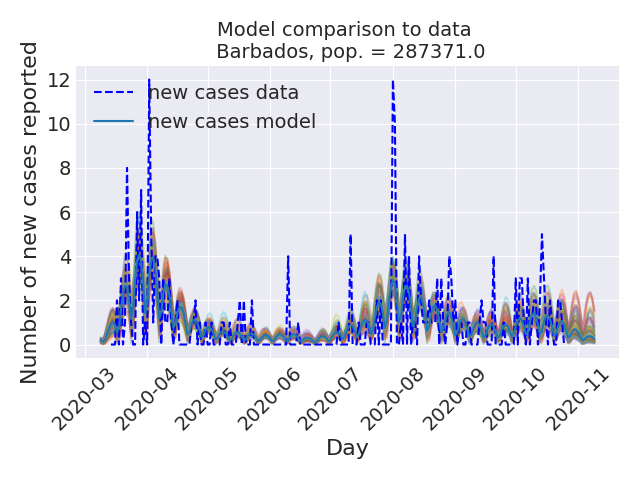 Model comparison to data
Barbados, pop. = 287371.0
Number of new cases reported
12
10
8
6
4
2
0
new cases data
new cases model
2020-03
2020-04
2020-05
2020-06
2020-07
2020-08
2020-09
2020-10
2020-11
Day